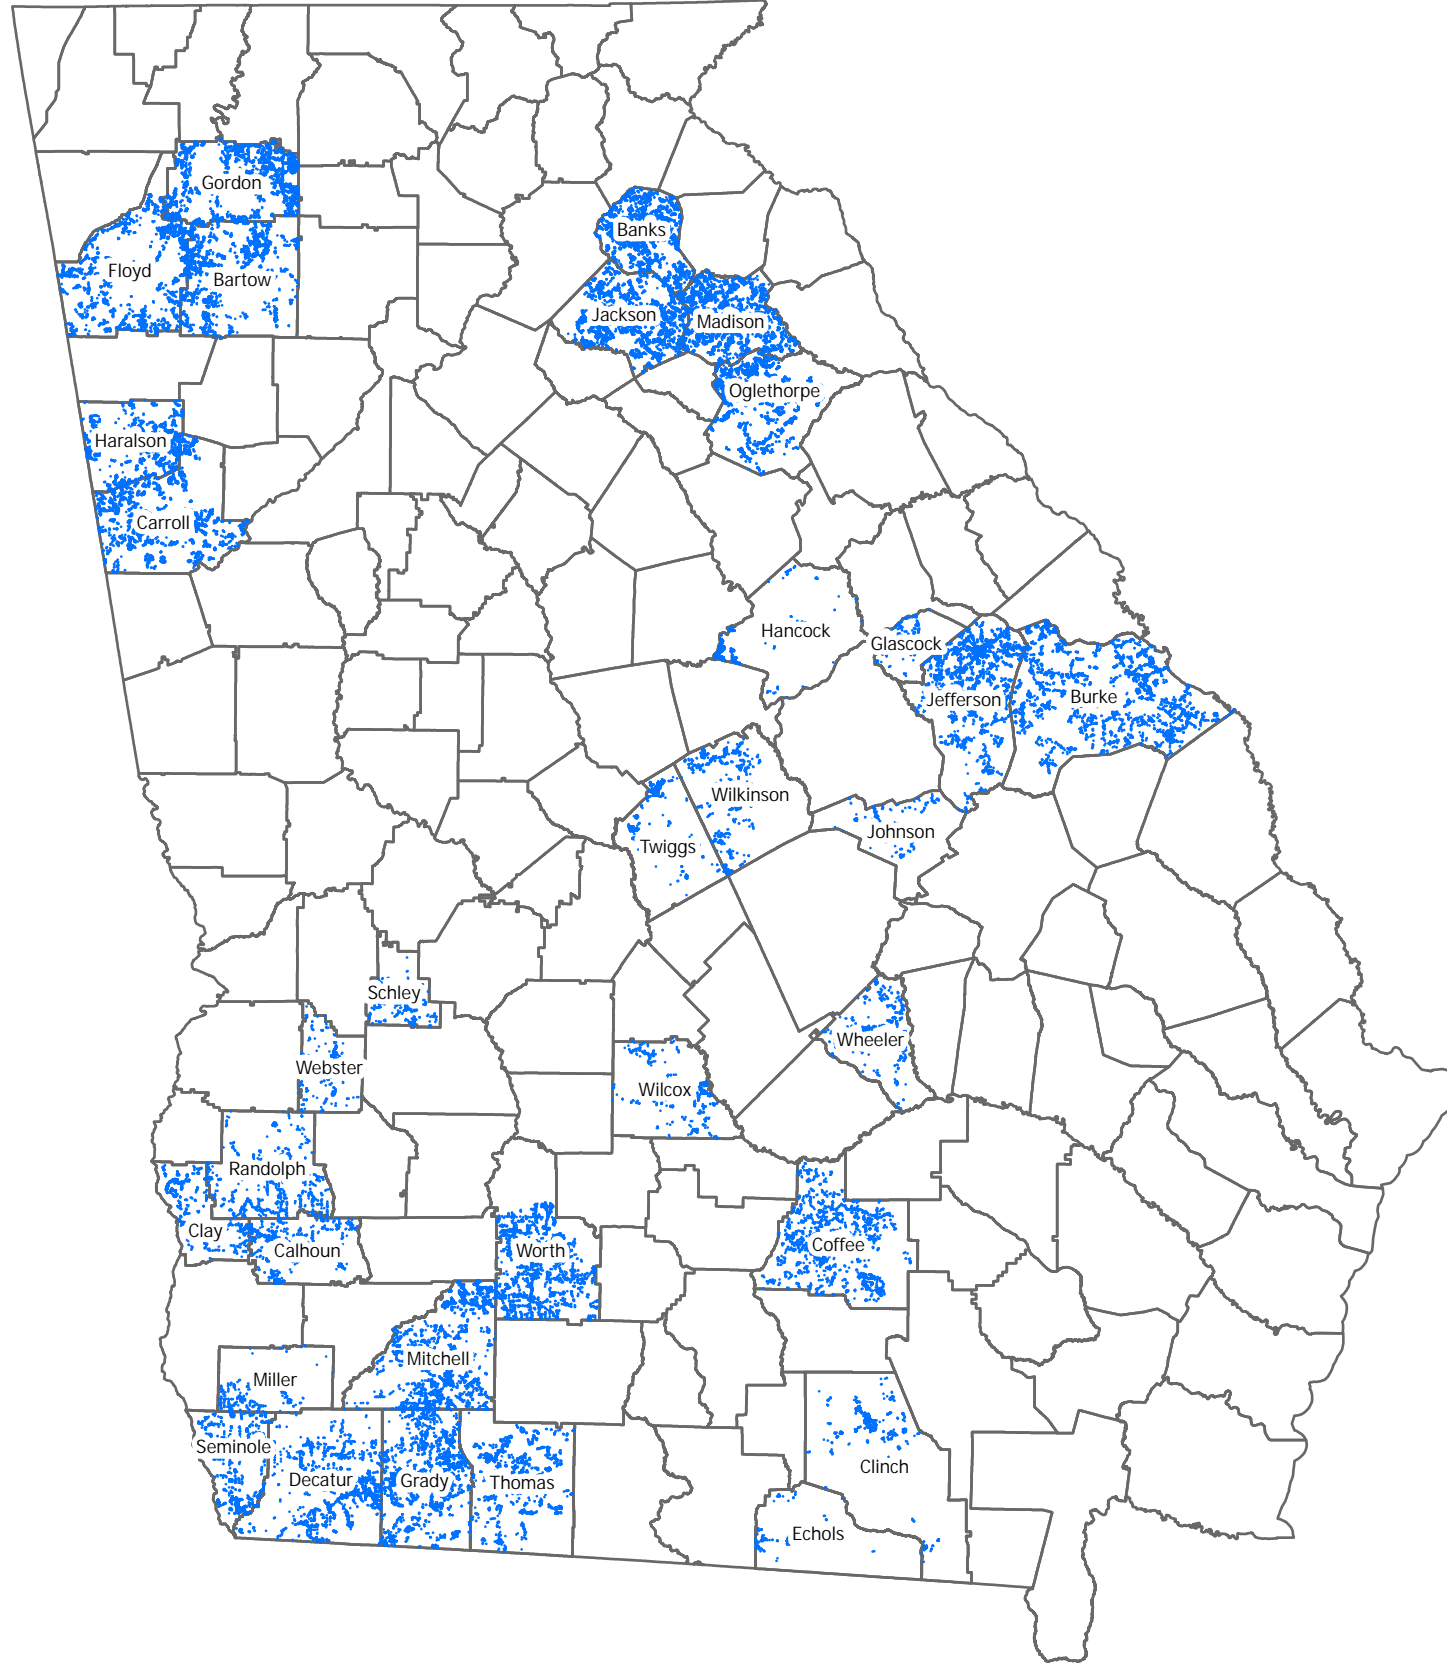 Gordon
Banks
Floyd
Bartow
Jackson
Madison
Oglethorpe
Haralson
Carroll
Hancock
Glascock
Jefferson
Burke
Wilkinson
Johnson
Twiggs
Schley
Wheeler
Webster
Wilcox
Randolph
Clay
Calhoun
Worth
Coffee
Mitchell
Miller
Seminole
Decatur
Grady
Thomas
Clinch
Echols